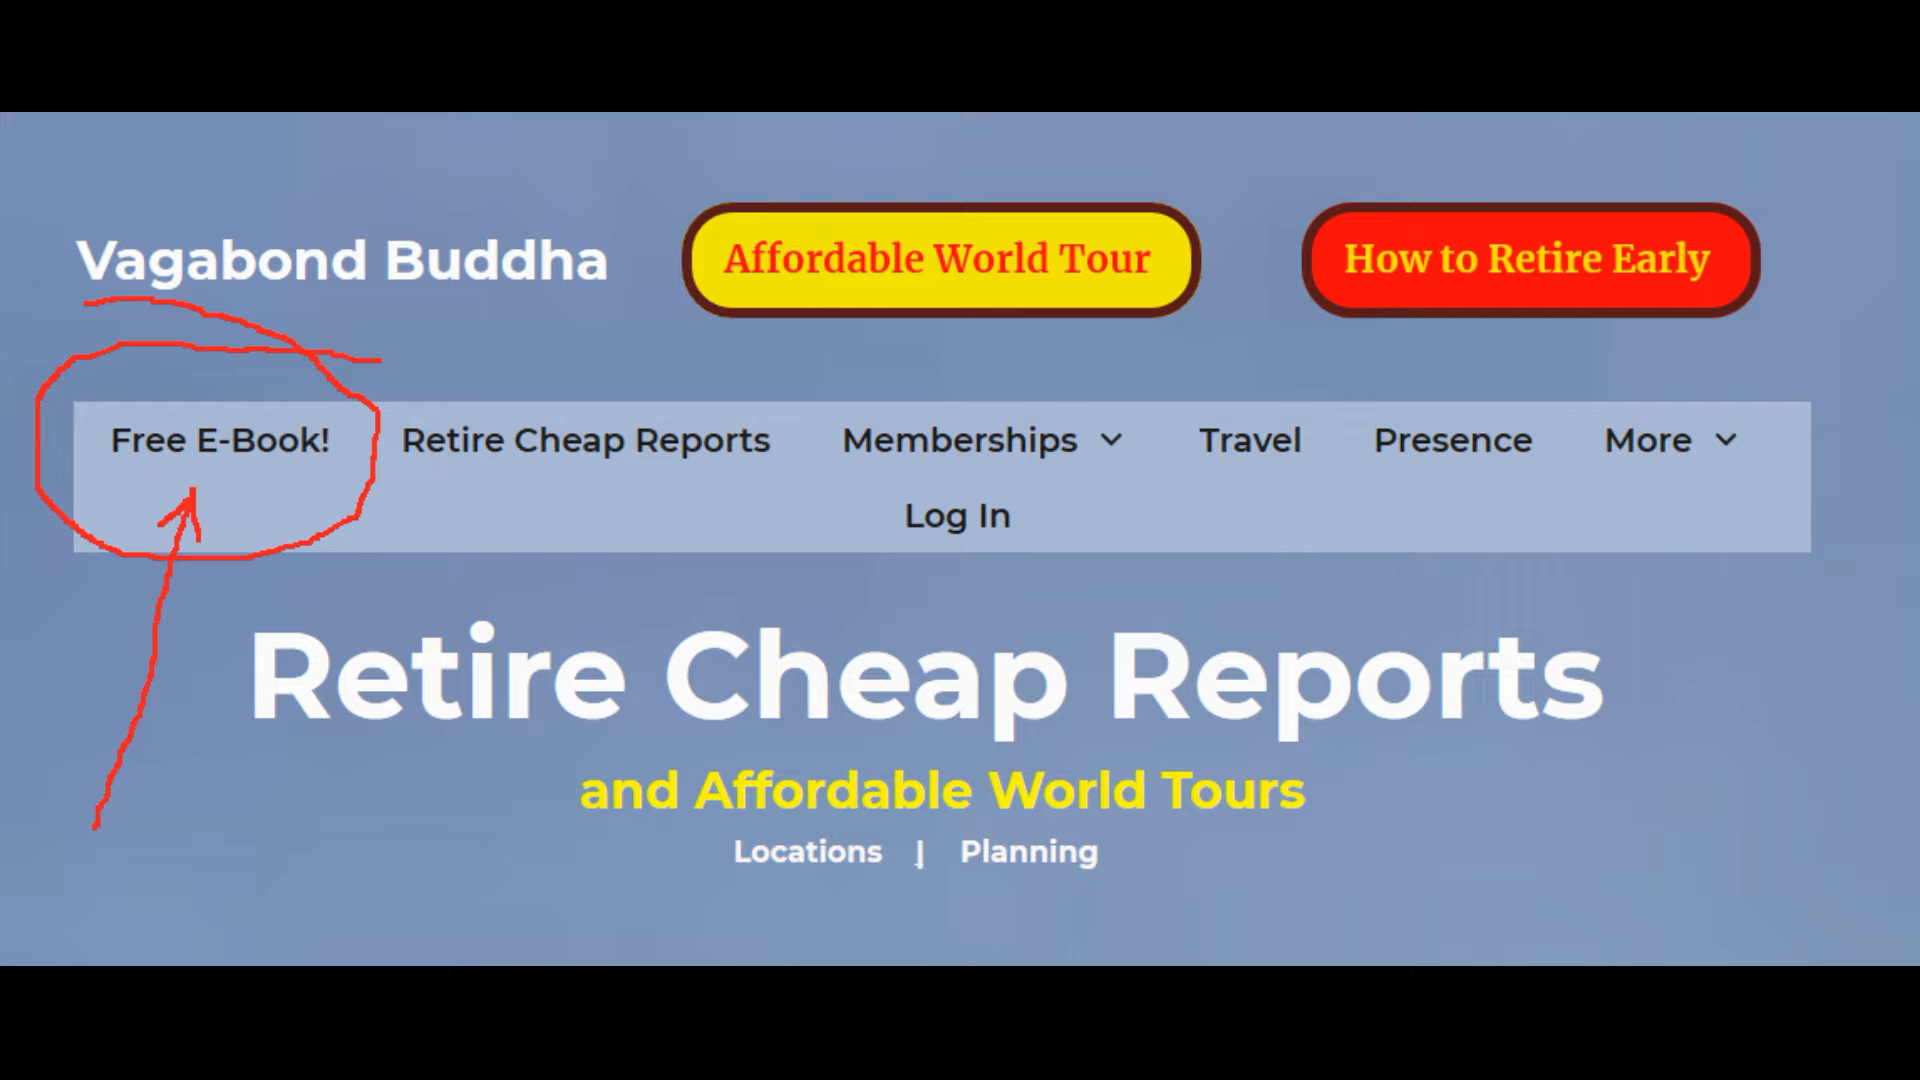 Vagabond Buddha
Affordable World Tour
How to Retire Early
Free E-Book! Retire Cheap Reports Memberships Travel Presence More
Log In
Retire Cheap Reports
and Affordable World Tours
Locations | Planning